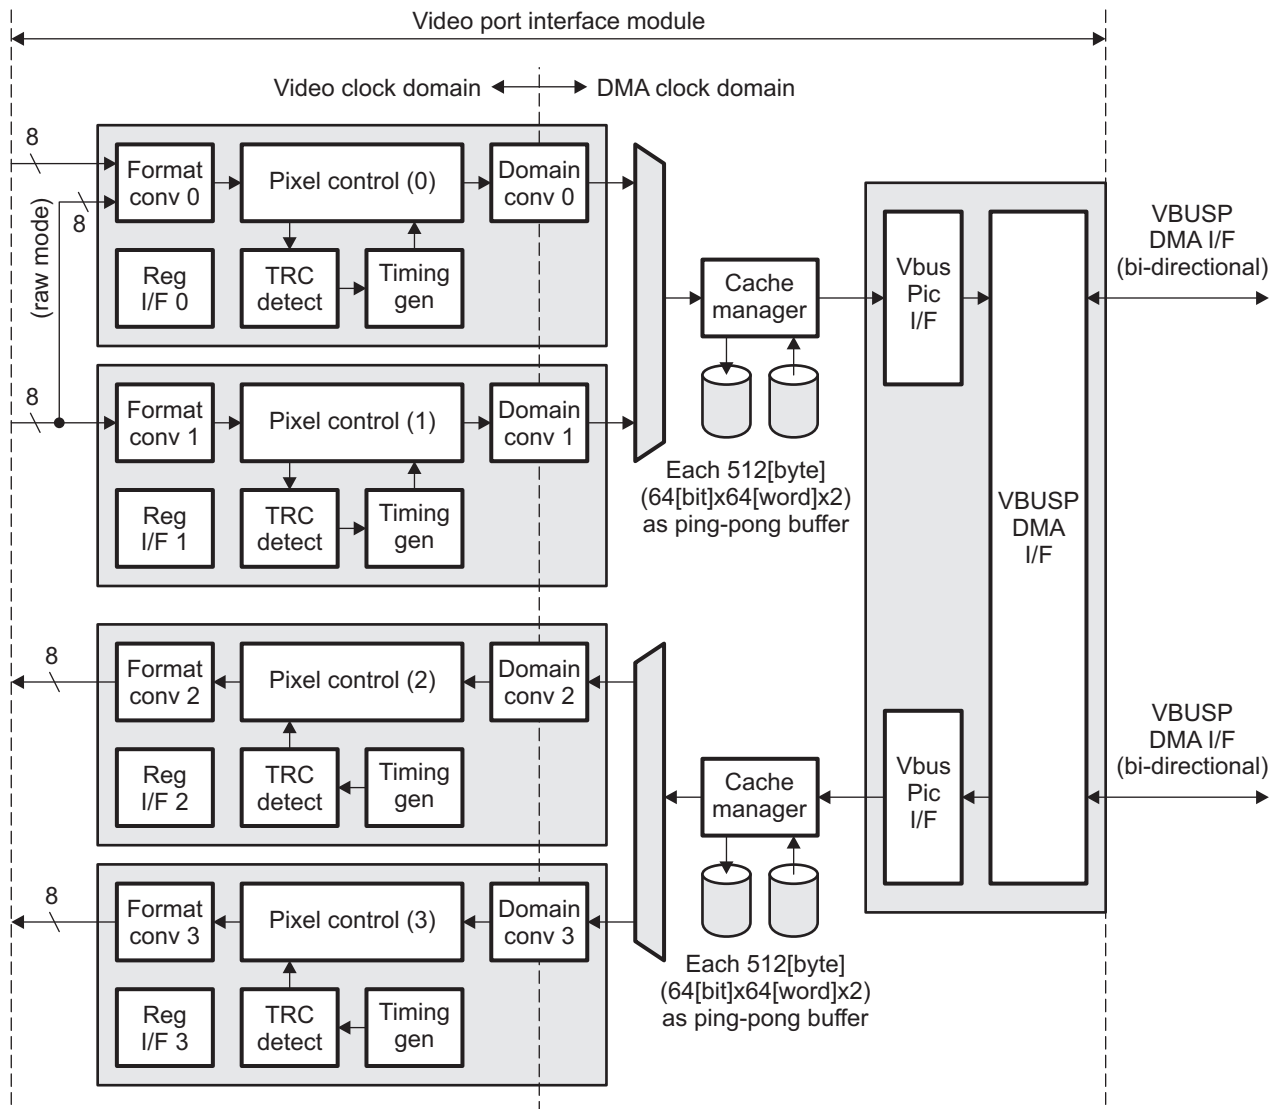 Video port interface module
Video clock domain
DMA clock domain
8
8
(raw mode)
Format
conv 0
Pixel control (0)
Domain
conv 0
Reg
I/F 0
TRC
detect
Timing
gen
8
Format
conv 1
Pixel control (1)
Domain
conv 1
Reg
I/F 1
TRC
detect
Timing
gen
Cache
manager
Each 512[byte]
(64[bit]x64[word]x2)
as ping-pong buffer
Vbus
Pic
I/F
VBUSP
DMA
I/F
VBUSP
DMA I/F
(bi-directional)
8
Format
conv 2
Pixel control (2)
Domain
conv 2
Reg
I/F 2
TRC
detect
Timing
gen
8
Format
conv 3
Pixel control (3)
Domain
conv 3
Reg
I/F 3
TRC
detect
Timing
gen
Cache
manager
Each 512[byte]
(64[bit]x64[word]x2)
as ping-pong buffer
Vbus
Pic
I/F
VBUSP
DMA I/F
(bi-directional)